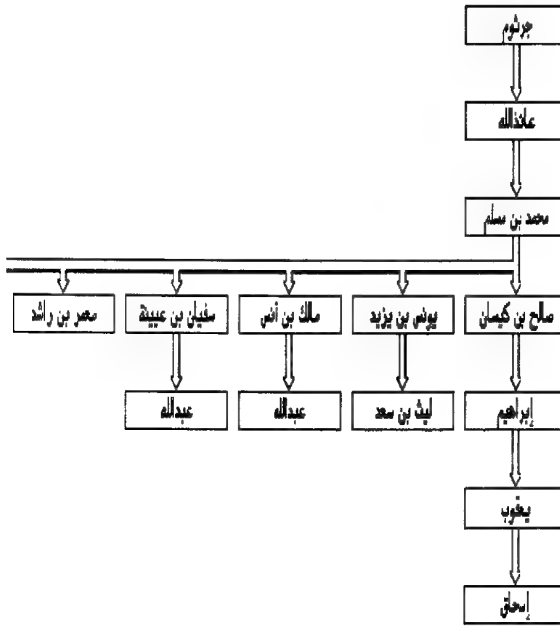 جرثوم
عائذالله
محمد بن مسلم
صالح بن كيسان
يونس بن يزيد
مالك بن أنس
سفيان بن عيينة
معمر بن راشد
إبراهيم
ليث بن سعد
عبدالله
عبدالله
يعقوب
إسحاق